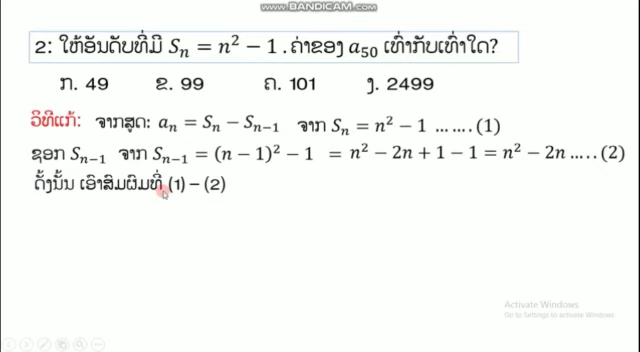 WWW.BANDICAM.COM
2: ໃຫ້ອັນດັບທີ່ມີ Sₙ = n² − 1 . ຄ່າຂອງ a₅₀ ເທົ່າກັບເທົ່າໃດ?
ກ. 49 ຂ. 99 ຄ. 101 ງ. 2499
ວິທີແກ້: ຈາກສູດ: aₙ = Sₙ − Sₙ₋₁ ຈາກ Sₙ = n² − 1 ... .... (1)
ຊອກ Sₙ₋₁ ຈາກ Sₙ₋₁ = (n − 1)² − 1 = n² − 2n + 1 − 1 = n² − 2n .... . (2)
ດັ່ງນັ້ນ ເອົາສົມຜົມທີ່ (1) – (2)
Activate Windows
Go to Settings to activate Windows.